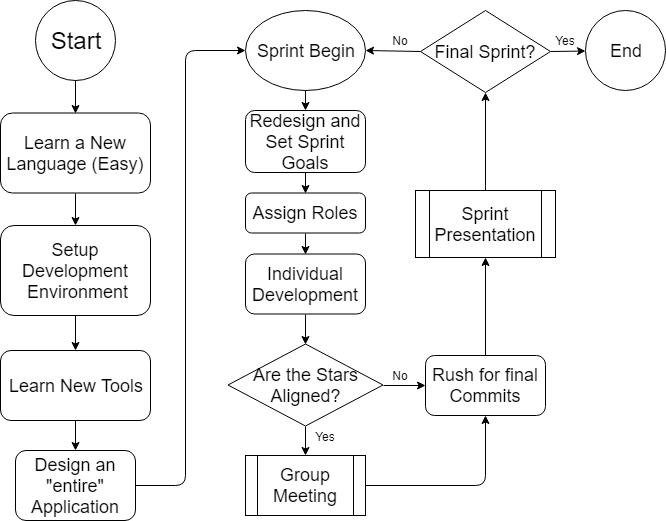 Start
Learn a New
Language (Easy)
Setup
Development
Environment
Learn New Tools
Design an
"entire"
Application
Sprint Begin
Redesign and
Set Sprint
Goals
Assign Roles
Individual
Development
Are the Stars
Aligned?
No
Yes
Group
Meeting
Rush for final
Commits
Sprint
Presentation
Final Sprint?
No
Yes
End